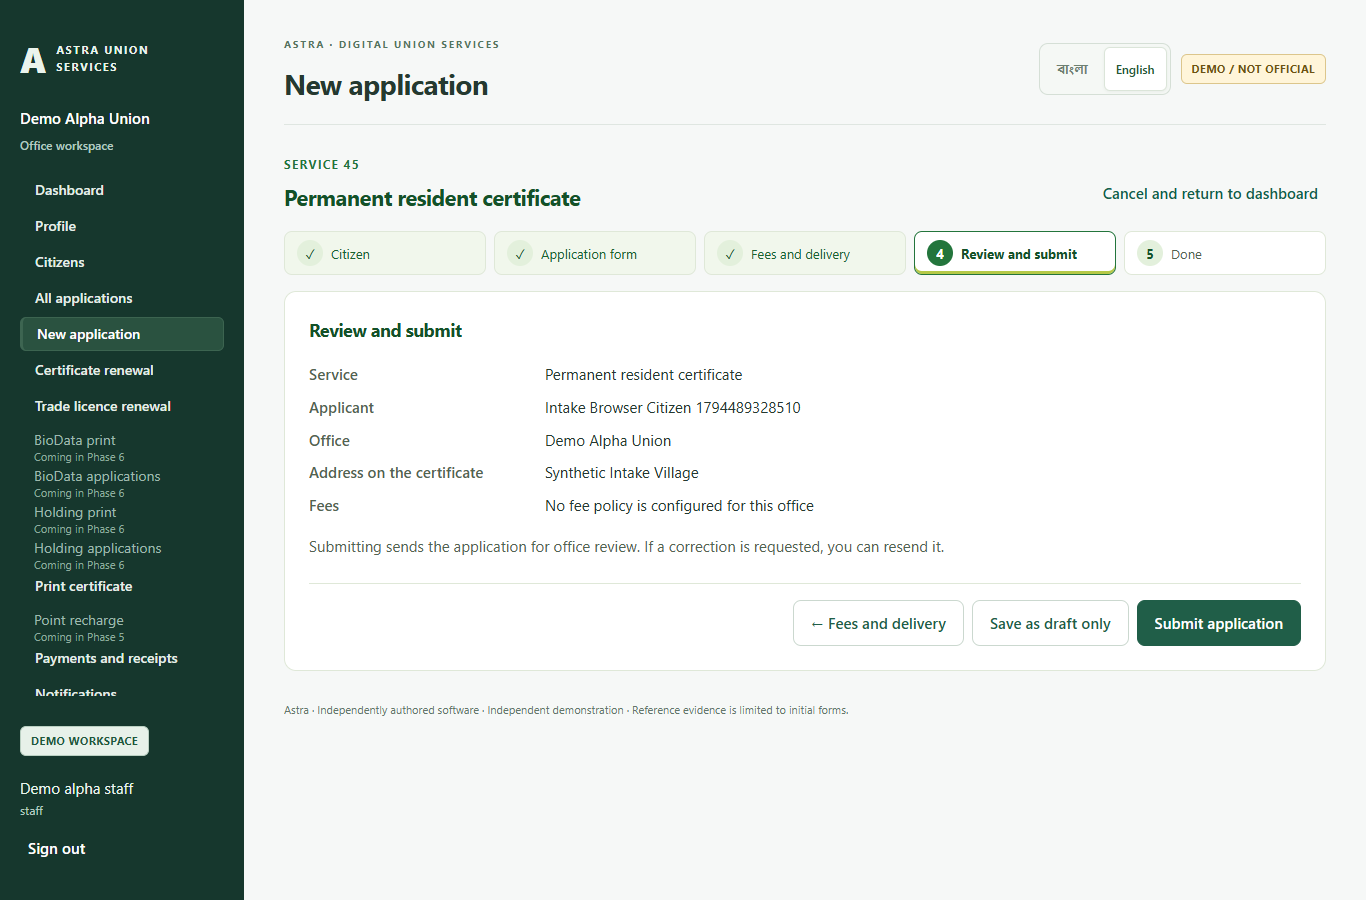 A
ASTRA UNION
SERVICES
Demo Alpha Union
Office workspace
Dashboard
Profile
Citizens
All applications
New application
Certificate renewal
Trade licence renewal
BioData print
Coming in Phase 6
BioData applications
Coming in Phase 6
Holding print
Coming in Phase 6
Holding applications
Coming in Phase 6
Print certificate
Point recharge
Coming in Phase 5
Payments and receipts
Notifications
DEMO WORKSPACE
Demo alpha staff
staff
Sign out
ASTRA · DIGITAL UNION SERVICES
New application
বাংলা
English
DEMO / NOT OFFICIAL
SERVICE 45
Permanent resident certificate
Cancel and return to dashboard
✓ Citizen
✓ Application form
✓ Fees and delivery
4 Review and submit
5 Done
Review and submit
Service Permanent resident certificate
Applicant Intake Browser Citizen 1794489328510
Office Demo Alpha Union
Address on the certificate Synthetic Intake Village
Fees No fee policy is configured for this office
Submitting sends the application for office review. If a correction is requested, you can resend it.
← Fees and delivery
Save as draft only
Submit application
Astra · Independently authored software · Independent demonstration · Reference evidence is limited to initial forms.